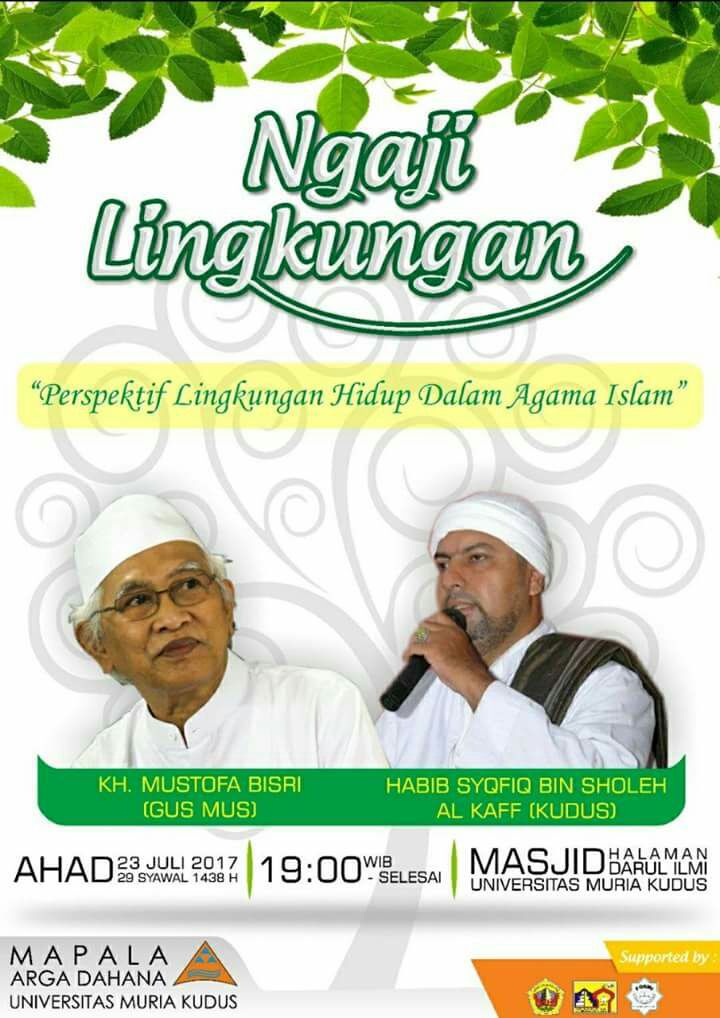 Ngaji
Lingkungan
“Perspektif Lingkungan Hidup Dalam Agama Islam”
KH. MUSTOFA BISRI
(GUS MUS)
HABIB SYQFIQ BIN SHOLEH
AL KAFF (KUDUS)
AHAD 23 JULI 2017
29 SYAWAL 1438 H
19:00 WIB
- SELESAI
MASJID HALAMAN
DARUL ILMI
UNIVERSITAS MURIA KUDUS
MAPALA
ARGA DAHANA
UNIVERSITAS MURIA KUDUS
Supported by :